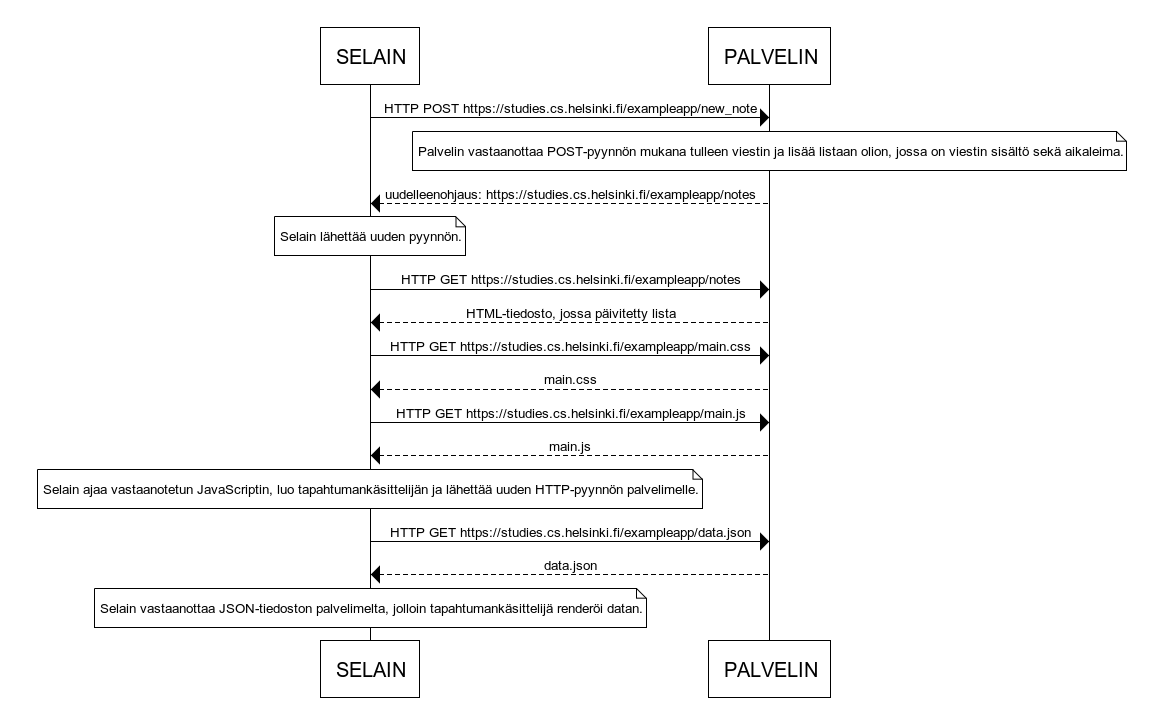 SELAIN
PALVELIN
HTTP POST https://studies.cs.helsinki.fi/exampleapp/new_note
Palvelin vastaanottaa POST-pyynnön mukana tulleen viestin ja lisää listaan olion, jossa on viestin sisältö sekä aikaleima.
uudelleenohjaus: https://studies.cs.helsinki.fi/exampleapp/notes
Selain lähettää uuden pyynnön.
HTTP GET https://studies.cs.helsinki.fi/exampleapp/notes
HTML-tiedosto, jossa päivitetty lista
HTTP GET https://studies.cs.helsinki.fi/exampleapp/main.css
main.css
HTTP GET https://studies.cs.helsinki.fi/exampleapp/main.js
main.js
Selain ajaa vastaanotetun JavaScriptin, luo tapahtumankäsittelijän ja lähettää uuden HTTP-pyynnön palvelimelle.
HTTP GET https://studies.cs.helsinki.fi/exampleapp/data.json
data.json
Selain vastaanottaa JSON-tiedoston palvelimelta, jolloin tapahtumankäsittelijä renderöi datan.
SELAIN
PALVELIN